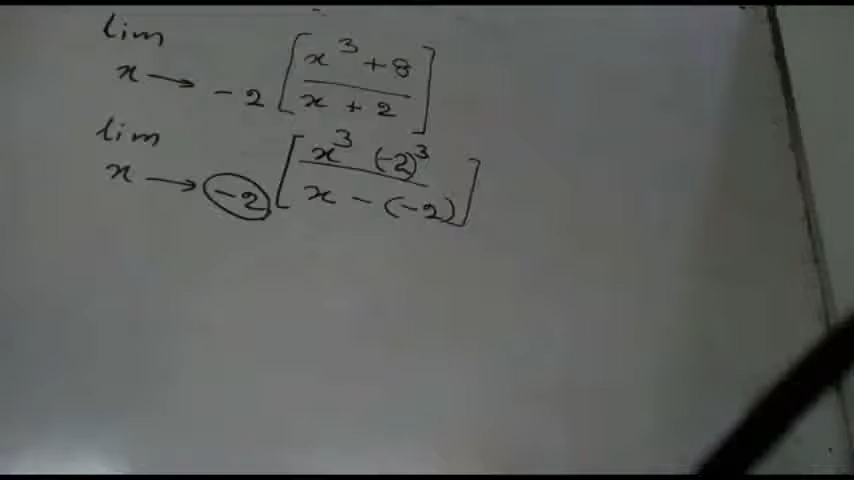 lim
x → -2 [x³ + 8 / x + 2]
lim
x → -2 [x³ (-2)³ / x - (-2)]